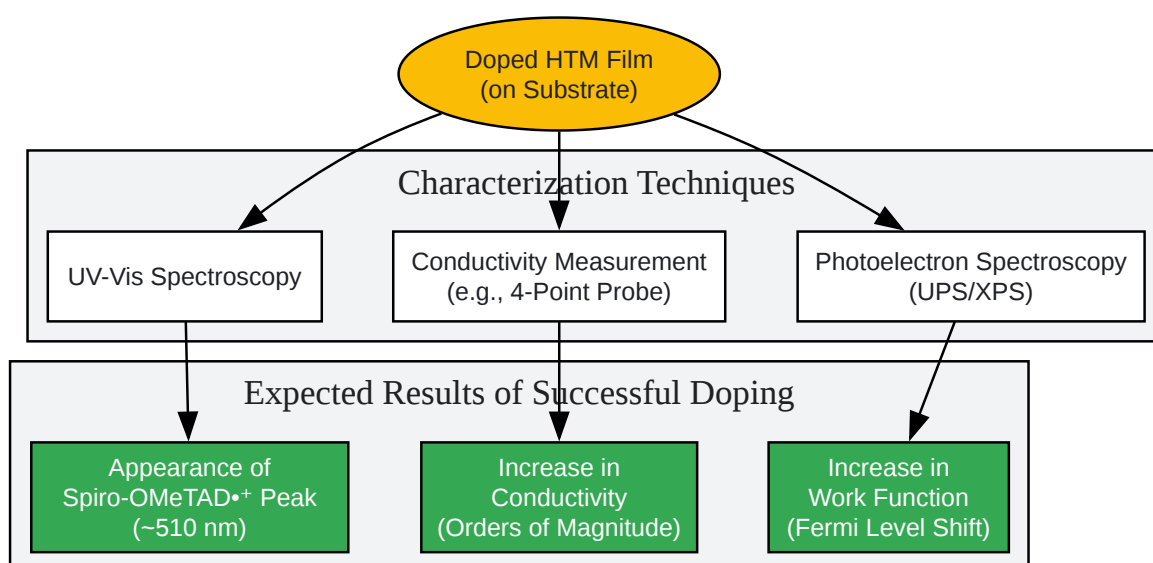 Doped HTM Film
(on Substrate)
Characterization Techniques
UV-Vis Spectroscopy
Conductivity Measurement
(e.g., 4-Point Probe)
Photoelectron Spectroscopy
(UPS/XPS)
Expected Results of Successful Doping
Appearance of
Spiro-OMeTAD•⁺ Peak
(~510 nm)
Increase in
Conductivity
(Orders of Magnitude)
Increase in
Work Function
(Fermi Level Shift)